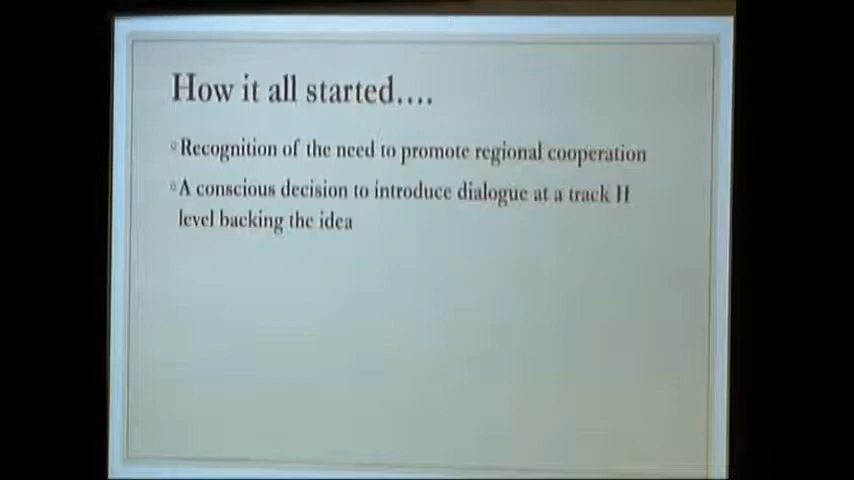 How it all started....
Recognition of the need to promote regional cooperation
A conscious decision to introduce dialogue at a track II
level backing the idea